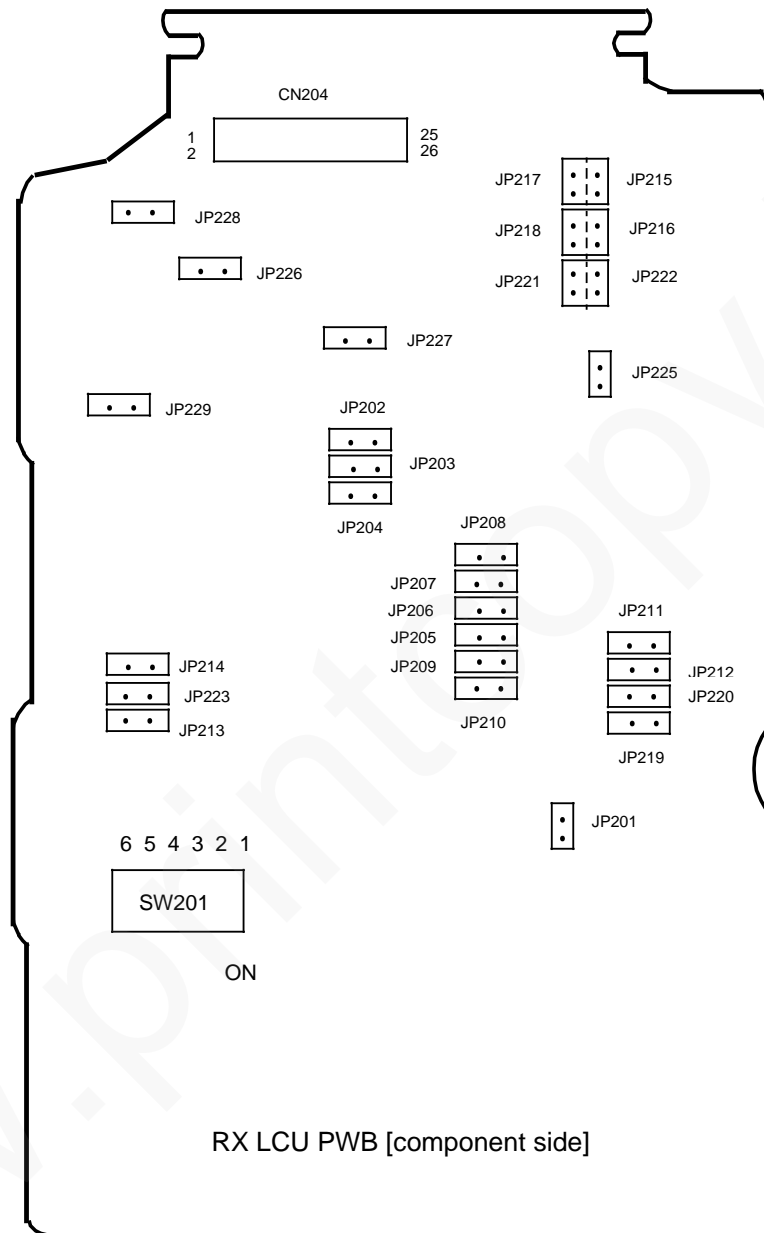 CN204
1 25
2 26
JP217 JP215
JP228
JP218 JP216
JP226 JP221 JP222
JP227
JP225
JP229 JP202
JP203
JP204 JP208
JP207
JP206 JP211
JP205
JP214 JP209 JP212
JP223 JP220
JP213 JP210
JP219
JP201
6 5 4 3 2 1
SW201
ON
RX LCU PWB [component side]